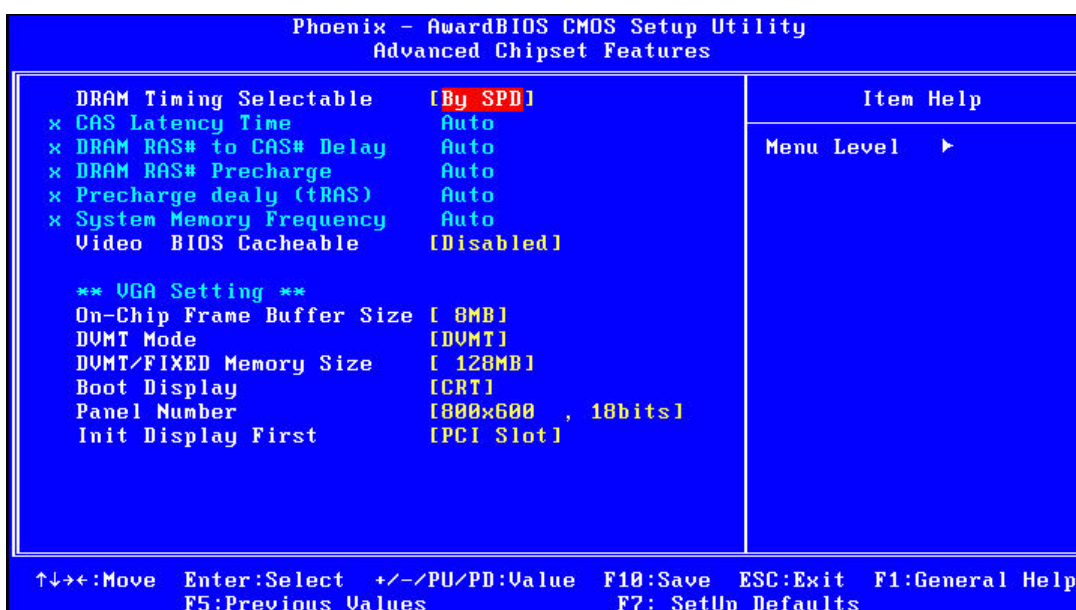 Phoenix - AwardBIOS CMOS Setup Utility
Advanced Chipset Features
DRAM Timing Selectable [By SPD]
x CAS Latency Time Auto
x DRAM RAS# to CAS# Delay Auto
x DRAM RAS# Precharge Auto
x Precharge dealy (tRAS) Auto
x System Memory Frequency Auto
Video BIOS Cacheable [Disabled]
** VGA Setting **
On-Chip Frame Buffer Size [ 8MB]
DVMT Mode [DVMT]
DVMT/FIXED Memory Size [ 128MB]
Boot Display [CRT]
Panel Number [800x600 , 18bits]
Init Display First [PCI Slot]
Item Help
Menu Level ►
↑↓→←:Move Enter:Select +/-/PU/PD:Value F10:Save ESC:Exit F1:General Help
F5:Previous Values F7: SetUp Defaults